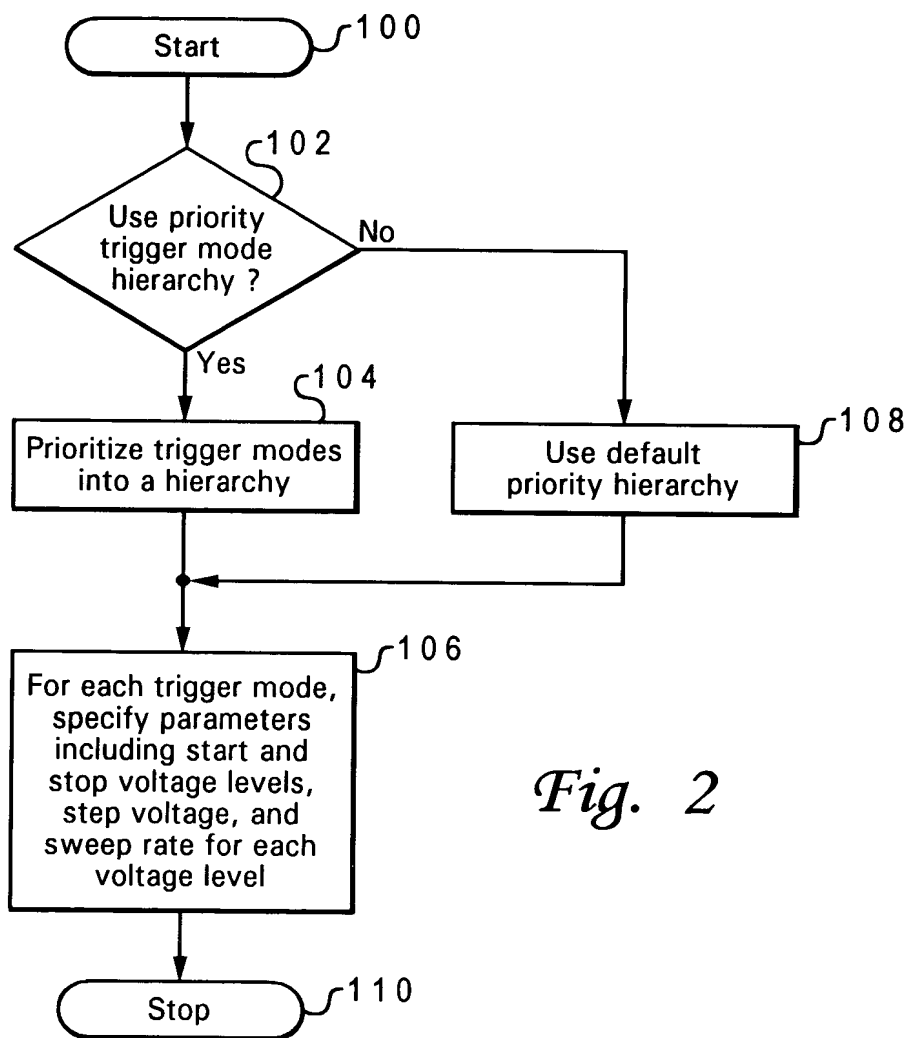 Start
100
102
Use priority
trigger mode
hierarchy ?
No
Yes
104
Prioritize trigger modes
into a hierarchy
108
Use default
priority hierarchy
106
For each trigger mode,
specify parameters
including start and
stop voltage levels,
step voltage, and
sweep rate for each
voltage level
Fig. 2
Stop
110